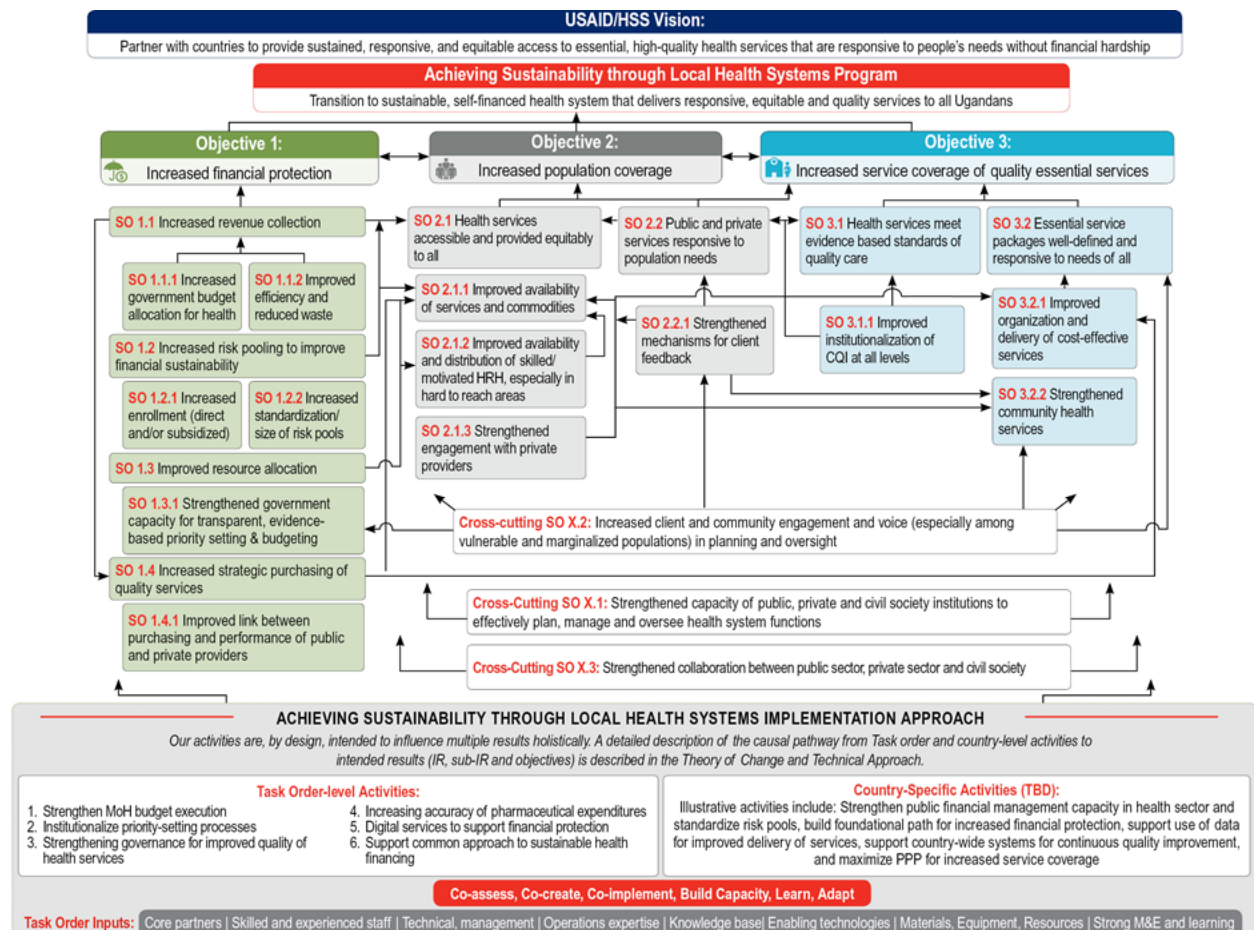 USAID/HSS Vision:
Partner with countries to provide sustained, responsive, and equitable access to essential, high-quality health services that are responsive to people's needs without financial hardship
Achieving Sustainability through Local Health Systems Program
Transition to sustainable, self-financed health system that delivers responsive, equitable and quality services to all Ugandans
Objective 1:
Increased financial protection
Objective 2:
Increased population coverage
Objective 3:
Increased service coverage of quality essential services
SO 1.1 Increased revenue collection
SO 1.1.1 Increased
government budget
allocation for health
SO 1.1.2 Improved
efficiency and
reduced waste
SO 1.2 Increased risk pooling to improve
financial sustainability
SO 1.2.1 Increased
enrollment (direct
and/or subsidized)
SO 1.2.2 Increased
standardization/
size of risk pools
SO 1.3 Improved resource allocation
SO 1.3.1 Strengthened government
capacity for transparent, evidence-
based priority setting & budgeting
SO 1.4 Increased strategic purchasing of
quality services
SO 1.4.1 Improved link between
purchasing and performance of public
and private providers
SO 2.1 Health services
accessible and provided equitably
to all
SO 2.2 Public and private
services responsive to
population needs
SO 2.1.1 Improved availability
of services and commodities
SO 2.1.2 Improved availability
and distribution of skilled/
motivated HRH, especially in
hard to reach areas
SO 2.1.3 Strengthened
engagement with private
providers
SO 2.2.1 Strengthened
mechanisms for client
feedback
SO 3.1 Health services meet
evidence based standards of
quality care
SO 3.2 Essential service
packages well-defined and
responsive to needs of all
SO 3.1.1 Improved
institutionalization of
CQI at all levels
SO 3.2.1 Improved
organization and
delivery of cost-effective
services
SO 3.2.2 Strengthened
community health
services
Cross-cutting SO X.2: Increased client and community engagement and voice (especially among
vulnerable and marginalized populations) in planning and oversight
Cross-Cutting SO X.1: Strengthened capacity of public, private and civil society institutions to
effectively plan, manage and oversee health system functions
Cross-Cutting SO X.3: Strengthened collaboration between public sector, private sector and civil society
ACHIEVING SUSTAINABILITY THROUGH LOCAL HEALTH SYSTEMS IMPLEMENTATION APPROACH
Our activities are, by design, intended to influence multiple results holistically. A detailed description of the causal pathway from Task order and country-level activities to
intended results (IR, sub-IR and objectives) is described in the Theory of Change and Technical Approach.
Task Order-level Activities:
1. Strengthen MoH budget execution
2. Institutionalize priority-setting processes
3. Strengthening governance for improved quality of
health services
4. Increasing accuracy of pharmaceutical expenditures
5. Digital services to support financial protection
6. Support common approach to sustainable health
financing
Country-Specific Activities (TBD):
Illustrative activities include: Strengthen public financial management capacity in health sector and
standardize risk pools, build foundational path for increased financial protection, support use of data
for improved delivery of services, support country-wide systems for continuous quality improvement,
and maximize PPP for increased service coverage
Co-assess, Co-create, Co-implement, Build Capacity, Learn, Adapt
Task Order Inputs: Core partners | Skilled and experienced staff | Technical, management | Operations expertise | Knowledge base| Enabling technologies | Materials, Equipment, Resources | Strong M&E and learning